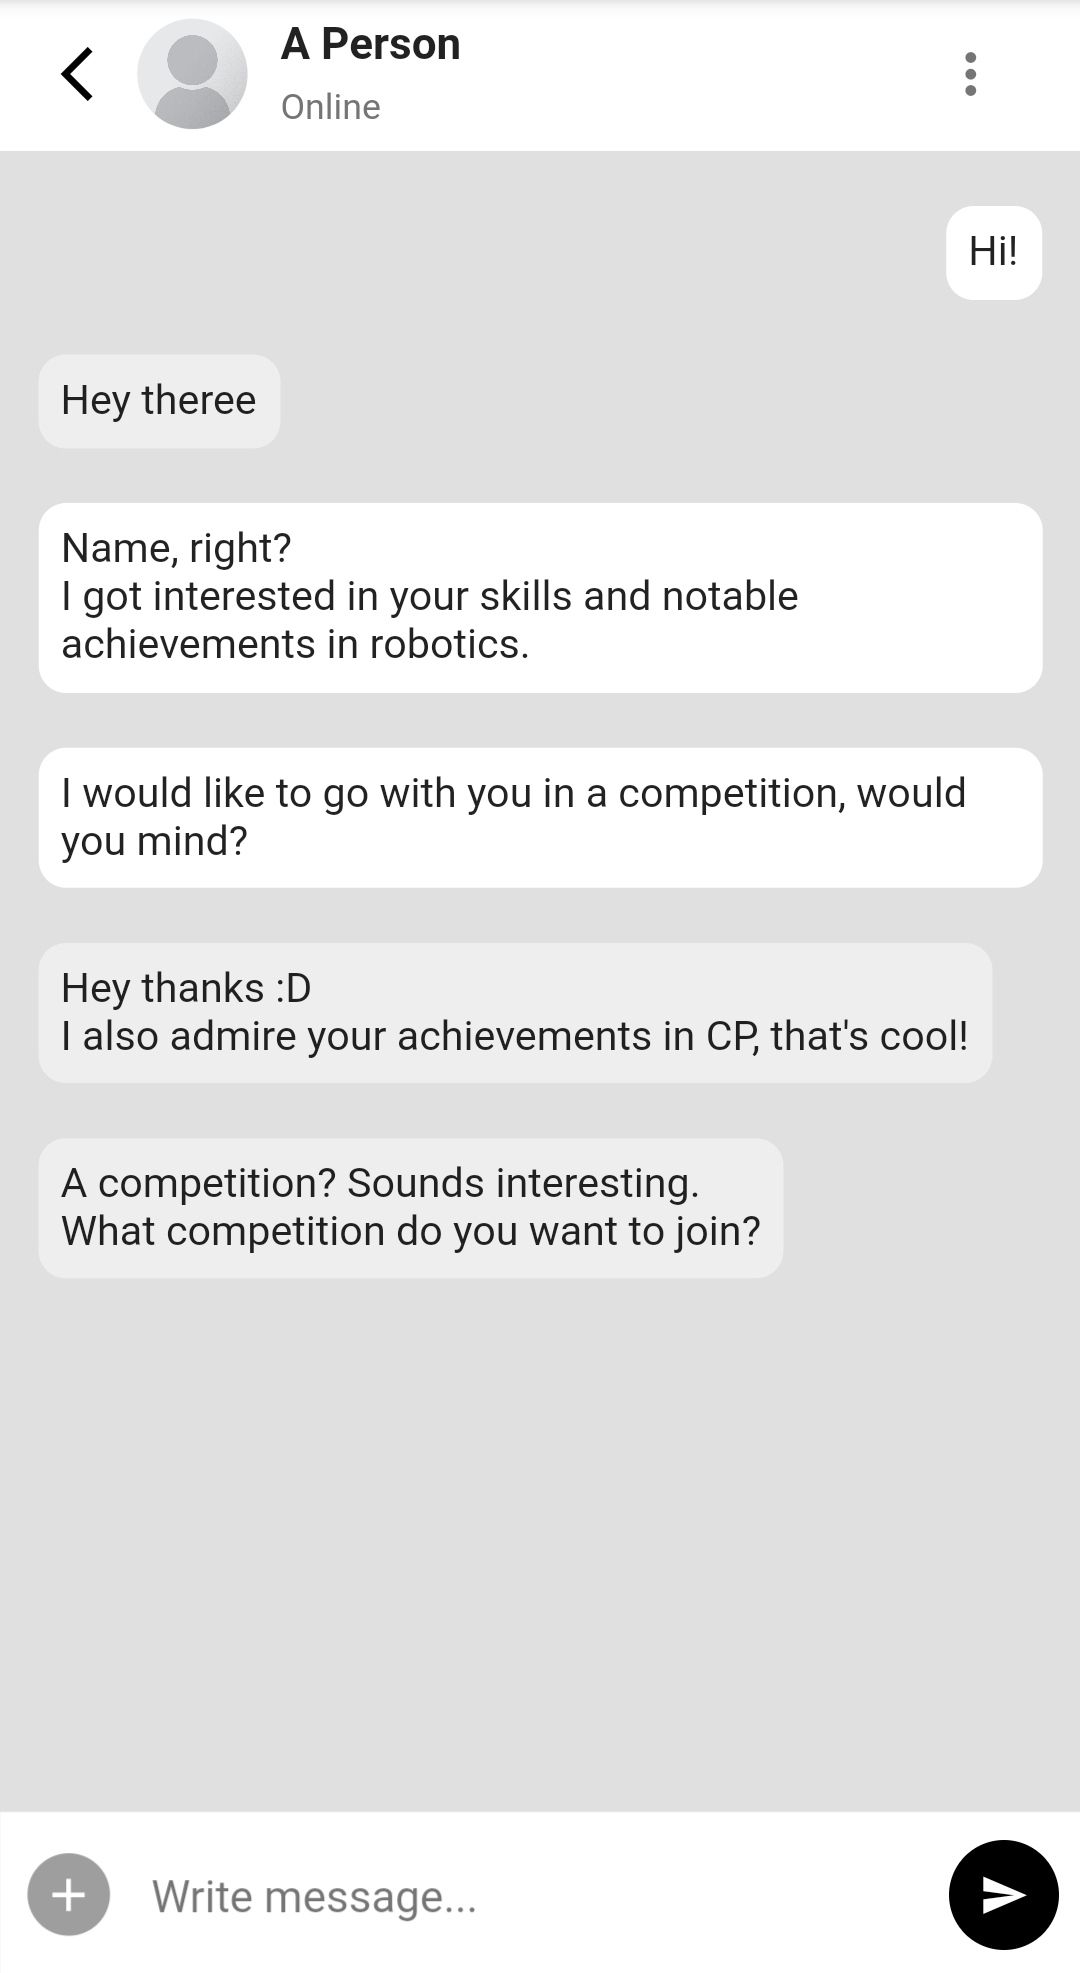 A Person
Online
Hi!
Hey theree
Name, right?
I got interested in your skills and notable
achievements in robotics.
I would like to go with you in a competition, would
you mind?
Hey thanks :D
I also admire your achievements in CP, that's cool!
A competition? Sounds interesting.
What competition do you want to join?
Write message...